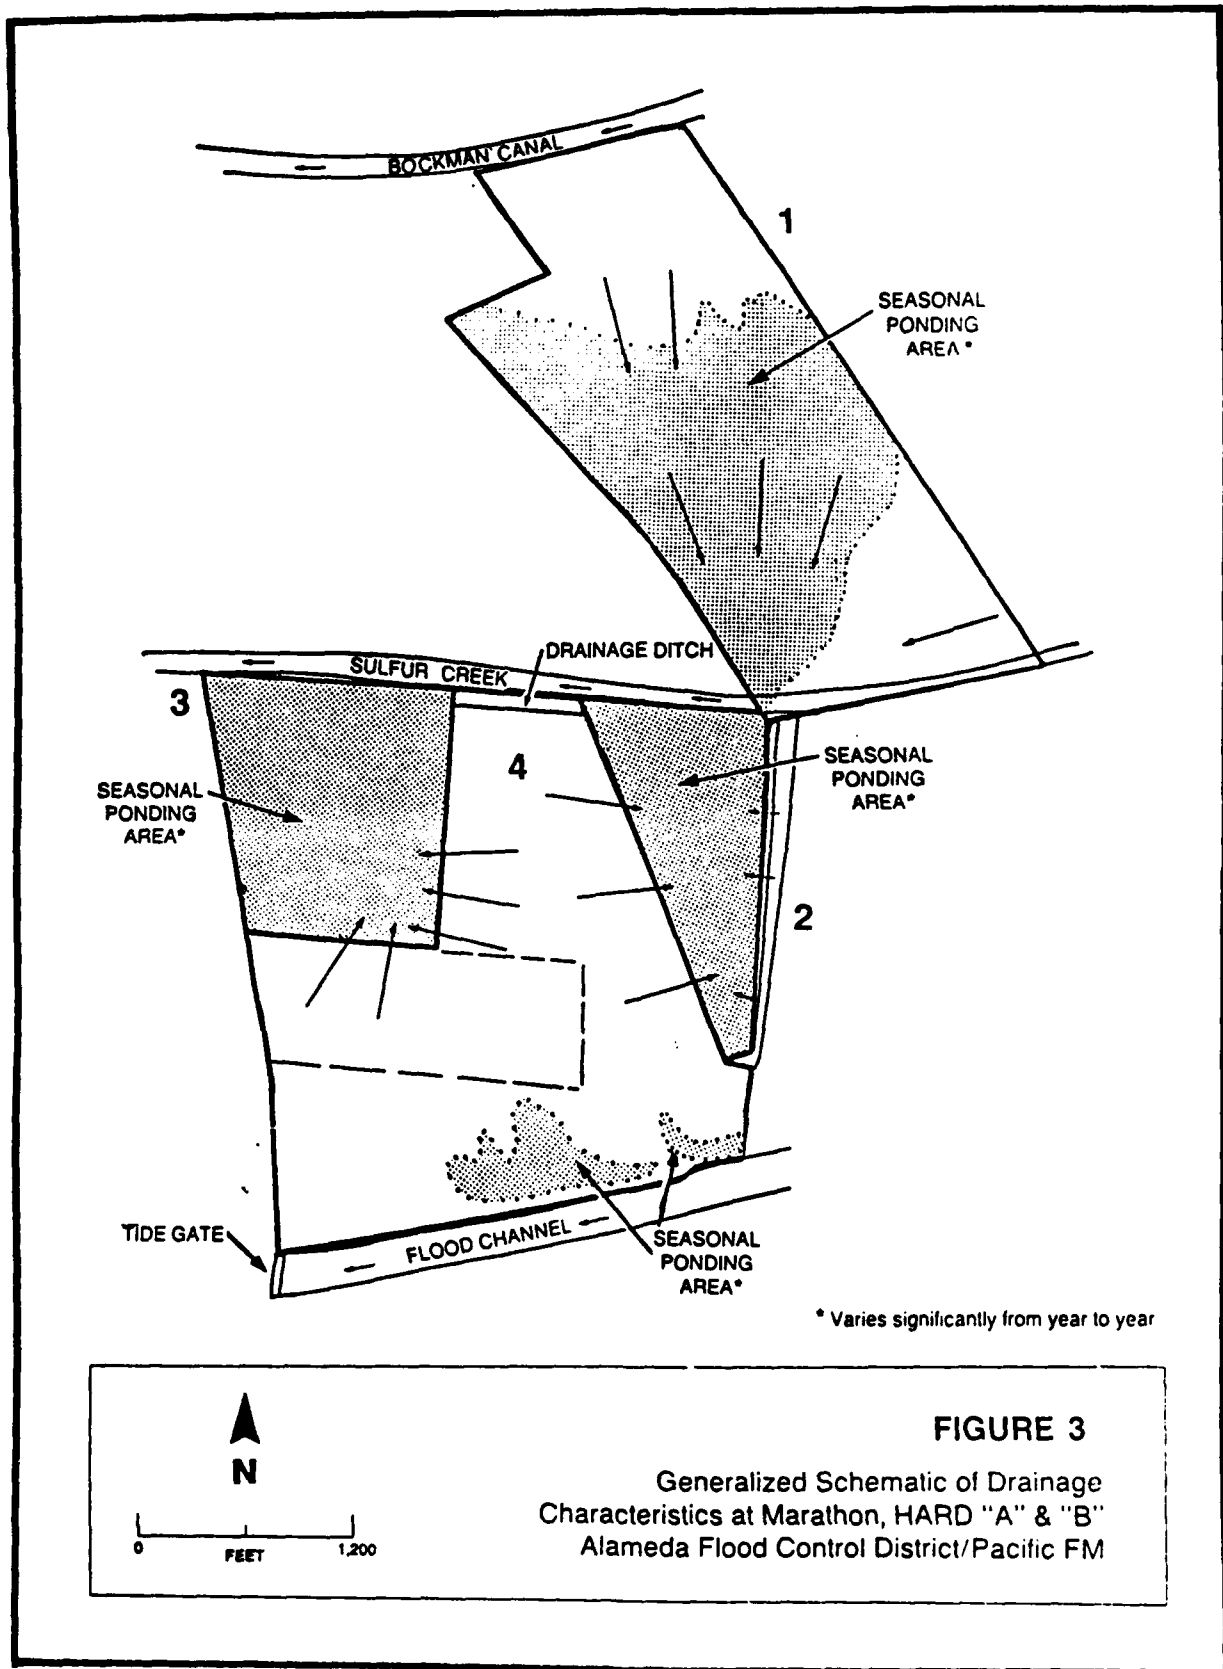 BOCKMAN CANAL
1
SEASONAL
PONDING
AREA*
DRAINAGE DITCH
SULFUR CREEK
3
4
SEASONAL
PONDING
AREA*
SEASONAL
PONDING
AREA*
2
TIDE GATE
FLOOD CHANNEL
SEASONAL
PONDING
AREA*
* Varies significantly from year to year
N
0
FEET
1,200
FIGURE 3
Generalized Schematic of Drainage
Characteristics at Marathon, HARD "A" & "B"
Alameda Flood Control District/Pacific FM